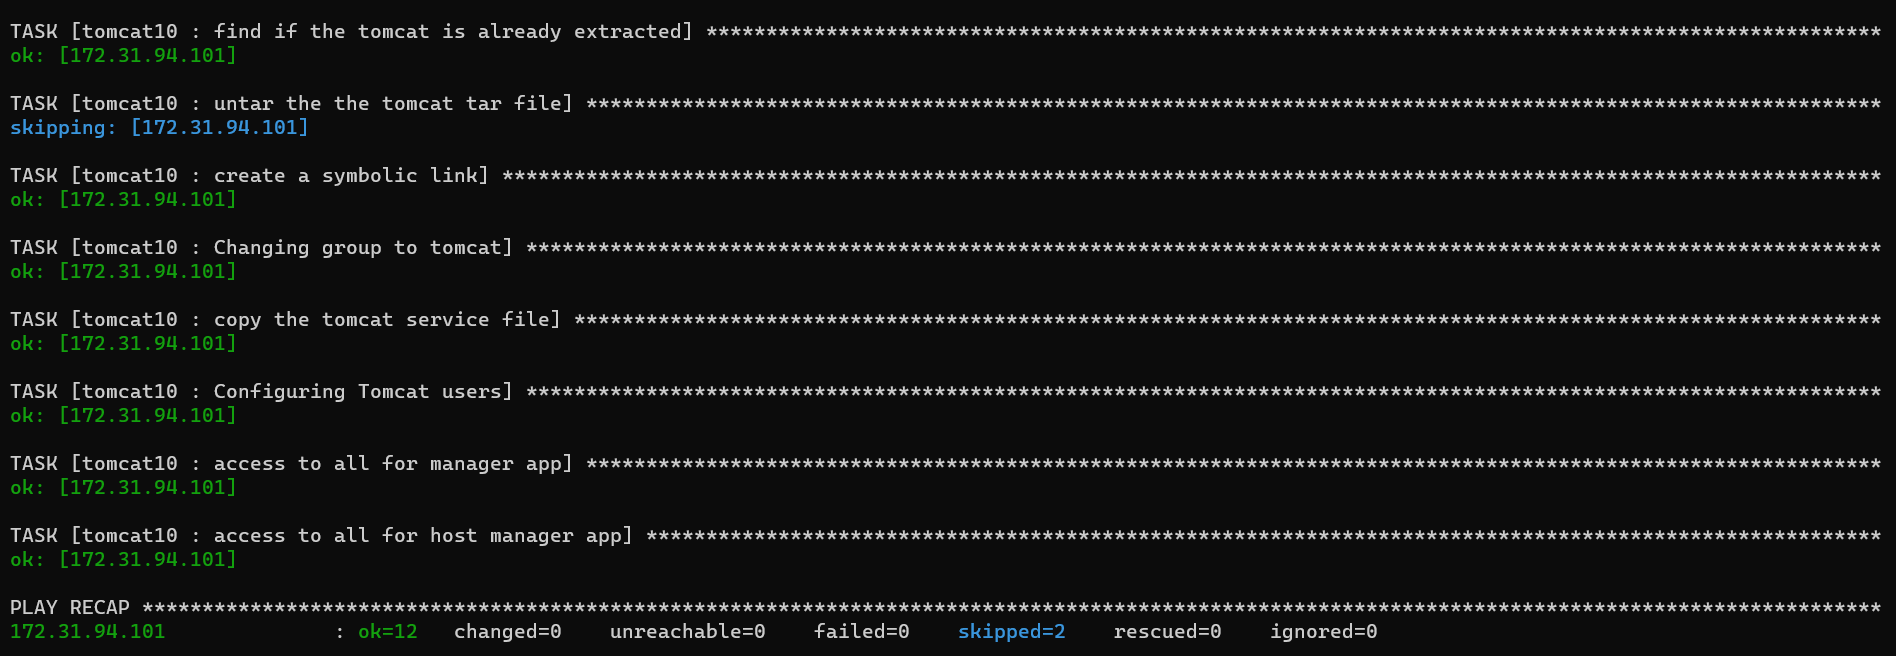 TASK [tomcat10 : find if the tomcat is already extracted] **************************************************************************************************
ok: [172.31.94.101]
TASK [tomcat10 : untar the the tomcat tar file] ************************************************************************************************************
skipping: [172.31.94.101]
TASK [tomcat10 : create a symbolic link] *******************************************************************************************************************
ok: [172.31.94.101]
TASK [tomcat10 : Changing group to tomcat] *****************************************************************************************************************
ok: [172.31.94.101]
TASK [tomcat10 : copy the tomcat service file] *************************************************************************************************************
ok: [172.31.94.101]
TASK [tomcat10 : Configuring Tomcat users] *****************************************************************************************************************
ok: [172.31.94.101]
TASK [tomcat10 : access to all for manager app] ************************************************************************************************************
ok: [172.31.94.101]
TASK [tomcat10 : access to all for host manager app] *******************************************************************************************************
ok: [172.31.94.101]
PLAY RECAP *************************************************************************************************************************************************
172.31.94.101              : ok=12   changed=0    unreachable=0    failed=0    skipped=2    rescued=0    ignored=0